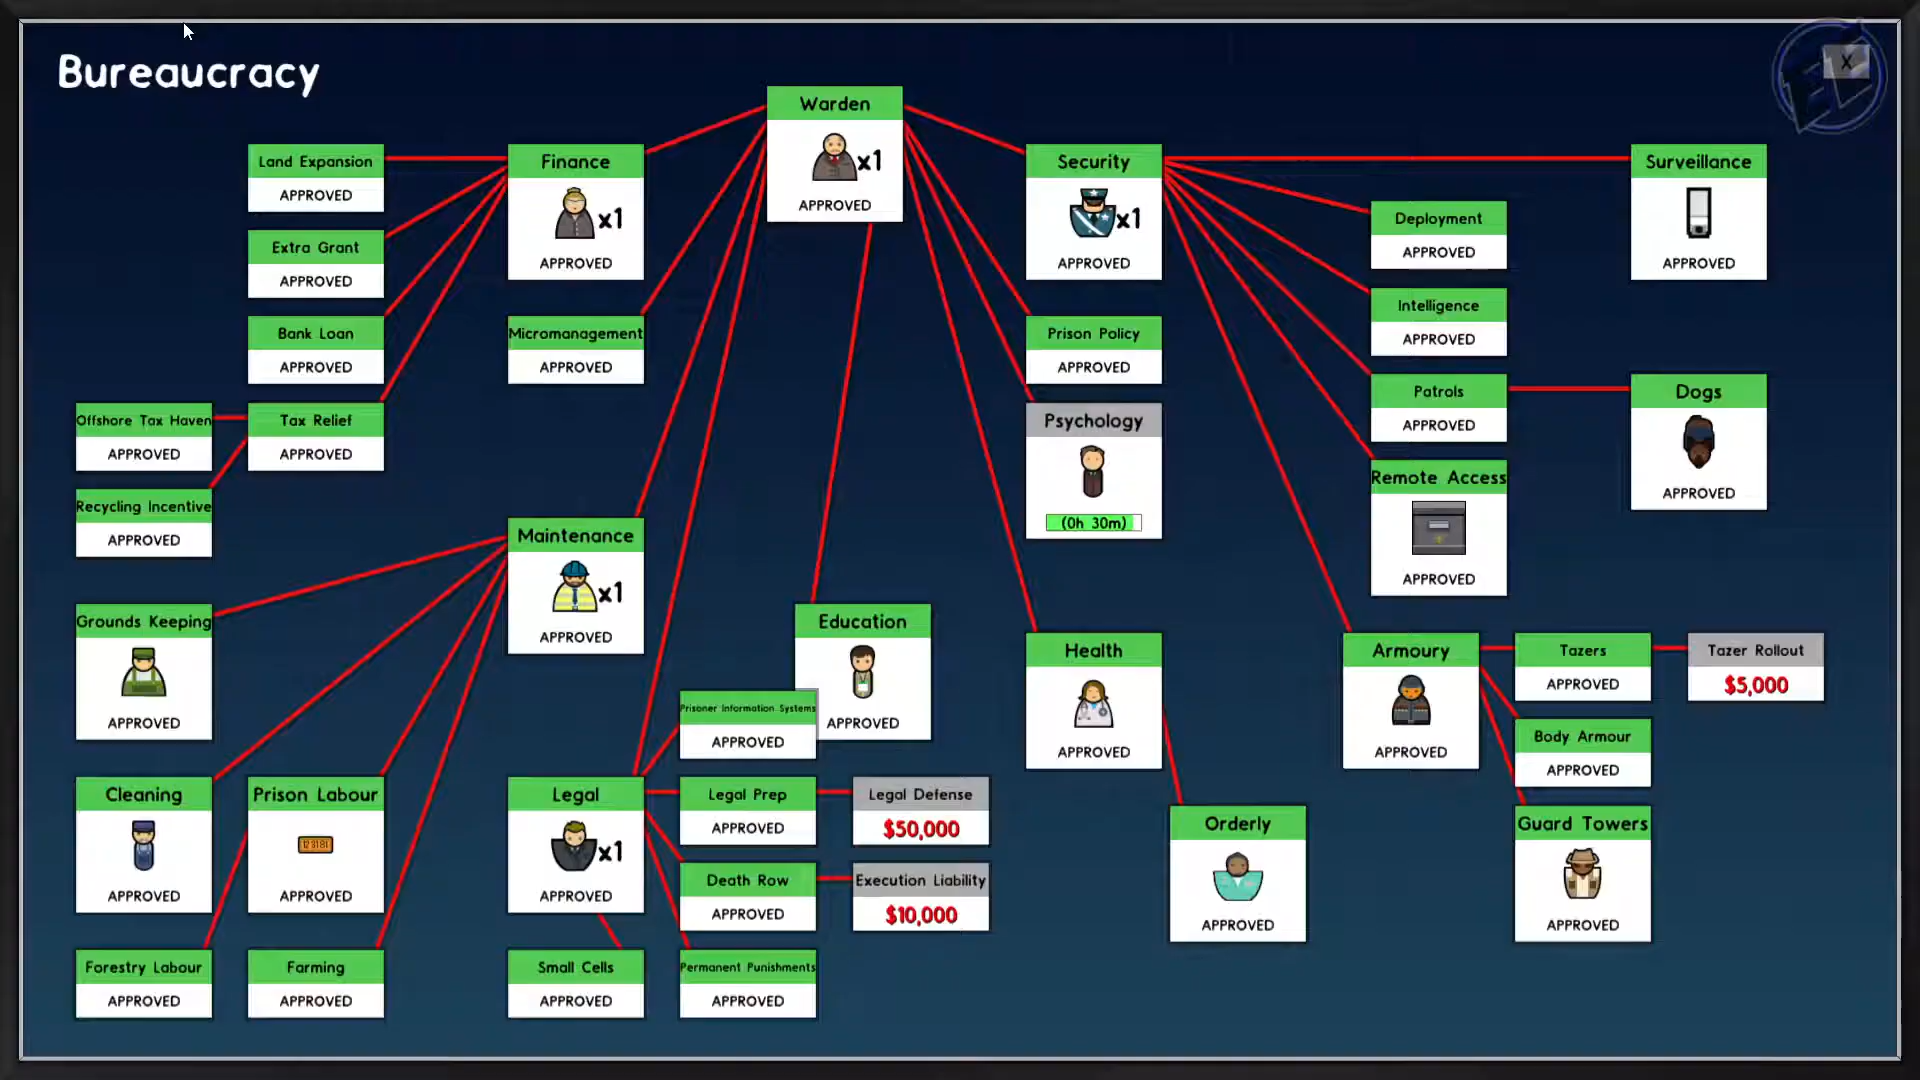 Bureaucracy
X
Warden
x1
APPROVED
Land Expansion
APPROVED
Finance
x1
APPROVED
Security
x1
APPROVED
Surveillance
APPROVED
Deployment
APPROVED
Extra Grant
APPROVED
Intelligence
APPROVED
Bank Loan
APPROVED
Micromanagement
APPROVED
Prison Policy
APPROVED
Patrols
APPROVED
Dogs
APPROVED
Offshore Tax Haven
APPROVED
Tax Relief
APPROVED
Psychology
(0h 30m)
Remote Access
APPROVED
Recycling Incentive
APPROVED
Maintenance
x1
APPROVED
Grounds Keeping
APPROVED
Education
APPROVED
Health
APPROVED
Armoury
APPROVED
Tazers
APPROVED
Tazer Rollout
$5,000
Prisoner Information Systems
APPROVED
Body Armour
APPROVED
Cleaning
APPROVED
Prison Labour
APPROVED
Legal
x1
APPROVED
Legal Prep
APPROVED
Legal Defense
$50,000
Orderly
APPROVED
Guard Towers
APPROVED
Death Row
APPROVED
Execution Liability
$10,000
Forestry Labour
APPROVED
Farming
APPROVED
Small Cells
APPROVED
Permanent Punishments
APPROVED